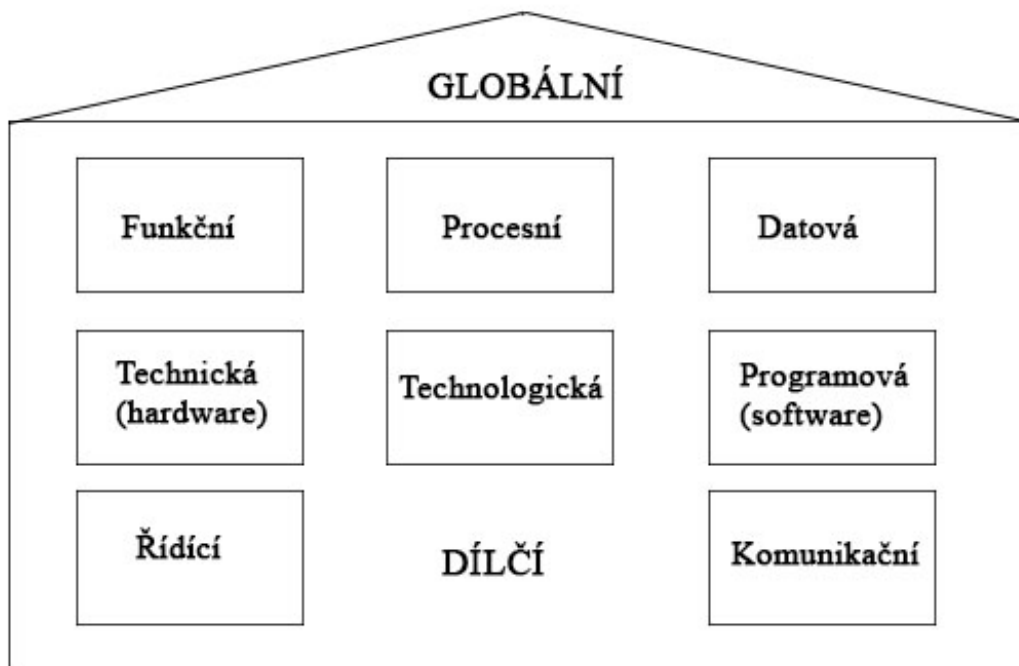 GLOBÁLNÍ
Funkční
Procesní
Datová
Technická
(hardware)
Technologická
Programová
(software)
Řídící
DÍLČÍ
Komunikační